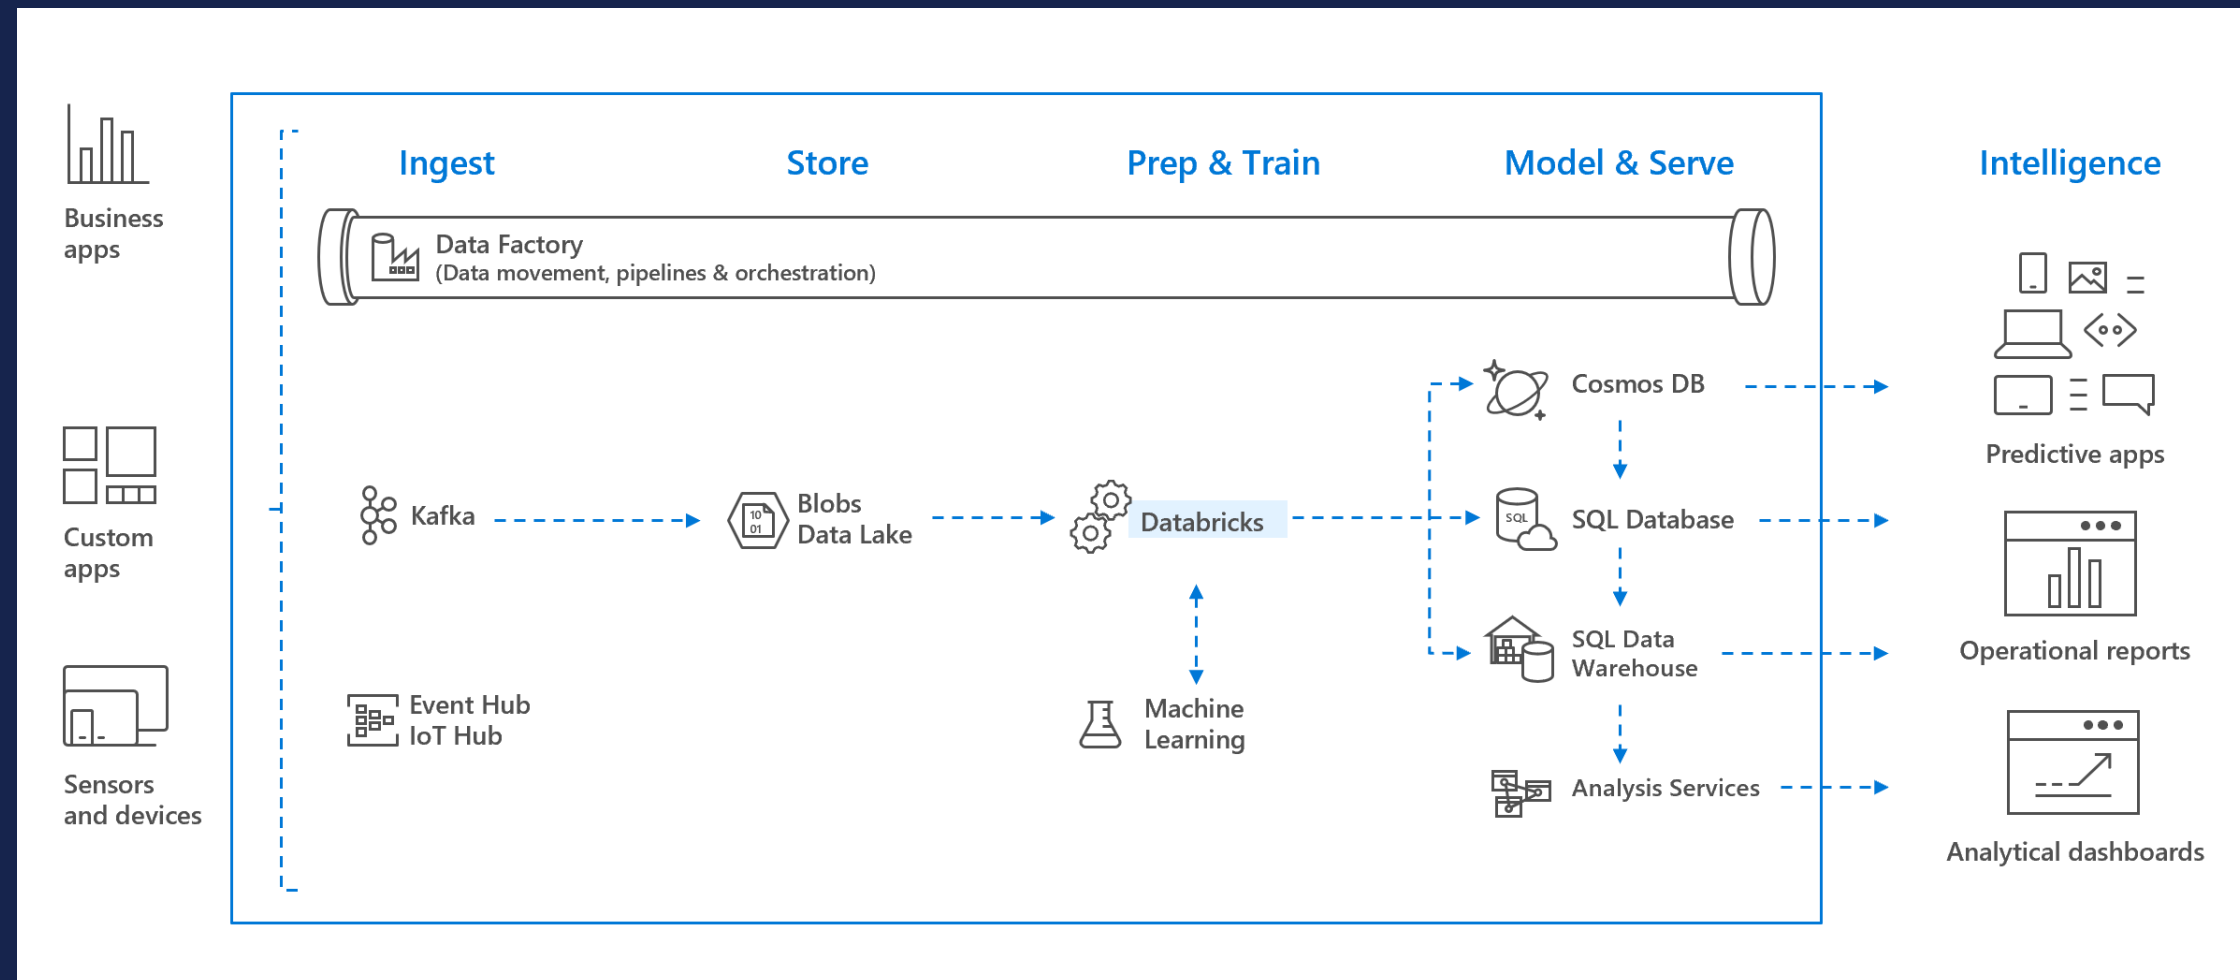 Ingest
Store
Prep & Train
Model & Serve
Intelligence
Business
apps
Data Factory
(Data movement, pipelines & orchestration)
Cosmos DB
Predictive apps
Custom
apps
Kafka
10
01
Blobs
Data Lake
Databricks
SQL
SQL Database
SQL Data
Warehouse
Operational reports
Sensors
and devices
Event Hub
IoT Hub
Machine
Learning
Analysis Services
Analytical dashboards